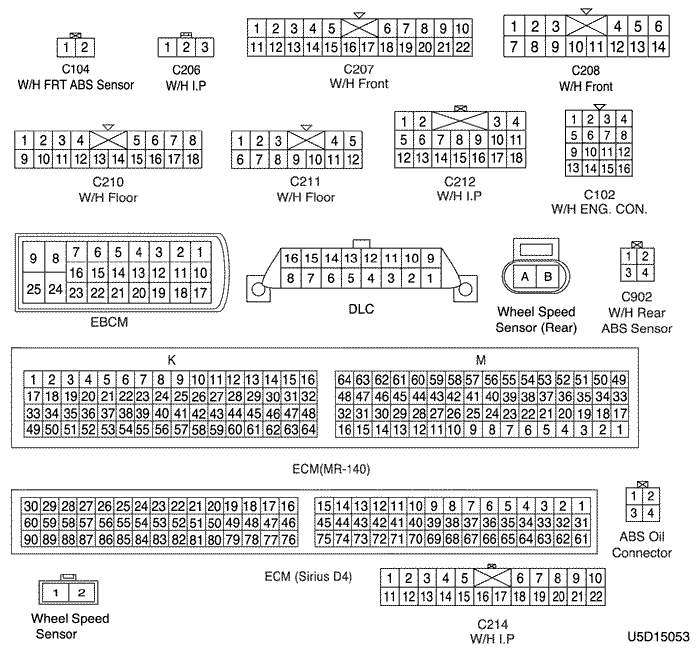 1 2
C104
W/H FRT ABS Sensor
1 2 3
C206
W/H I.P
1 2 3 4 5 6 7 8 9 10
11 12 13 14 15 16 17 18 19 20 21 22
C207
W/H Front
1 2 3 4 5 6
7 8 9 10 11 12 13 14
C208
W/H Front
1 2 3 4 5 6 7 8
9 10 11 12 13 14 15 16 17 18
C210
W/H Floor
1 2 3 4 5
6 7 8 9 10 11 12
C211
W/H Floor
1 2 3 4
5 6 7 8 9 10 11
12 13 14 15 16 17 18
C212
W/H I.P
1 2 3 4
5 6 7 8
9 10 11 12
13 14 15 16
C102
W/H ENG. CON.
9 8 7 6 5 4 3 2 1
16 15 14 13 12 11 10
25 24 23 22 21 20 19 18 17
EBCM
16 15 14 13 12 11 10 9
8 7 6 5 4 3 2 1
DLC
A B
Wheel Speed
Sensor (Rear)
1 2
3 4
C902
W/H Rear
ABS Sensor
K
1 2 3 4 5 6 7 8 9 10 11 12 13 14 15 16
17 18 19 20 21 22 23 24 25 26 27 28 29 30 31 32
33 34 35 36 37 38 39 40 41 42 43 44 45 46 47 48
49 50 51 52 53 54 55 56 57 58 59 60 61 62 63 64
M
64 63 62 61 60 59 58 57 56 55 54 53 52 51 50 49
48 47 46 45 44 43 42 41 40 39 38 37 36 35 34 33
32 31 30 29 28 27 26 25 24 23 22 21 20 19 18 17
16 15 14 13 12 11 10 9 8 7 6 5 4 3 2 1
ECM(MR-140)
30 29 28 27 26 25 24 23 22 21 20 19 18 17 16
60 59 58 57 56 55 54 53 52 51 50 49 48 47 46
90 89 88 87 86 85 84 83 82 81 80 79 78 77 76
15 14 13 12 11 10 9 8 7 6 5 4 3 2 1
45 44 43 42 41 40 39 38 37 36 35 34 33 32 31
75 74 73 72 71 70 69 68 67 66 65 64 63 62 61
ECM (Sirius D4)
1 2
3 4
ABS Oil
Connector
1 2
Wheel Speed
Sensor
1 2 3 4 5 6 7 8 9 10
11 12 13 14 15 16 17 18 19 20 21 22
C214
W/H I.P
U5D15053